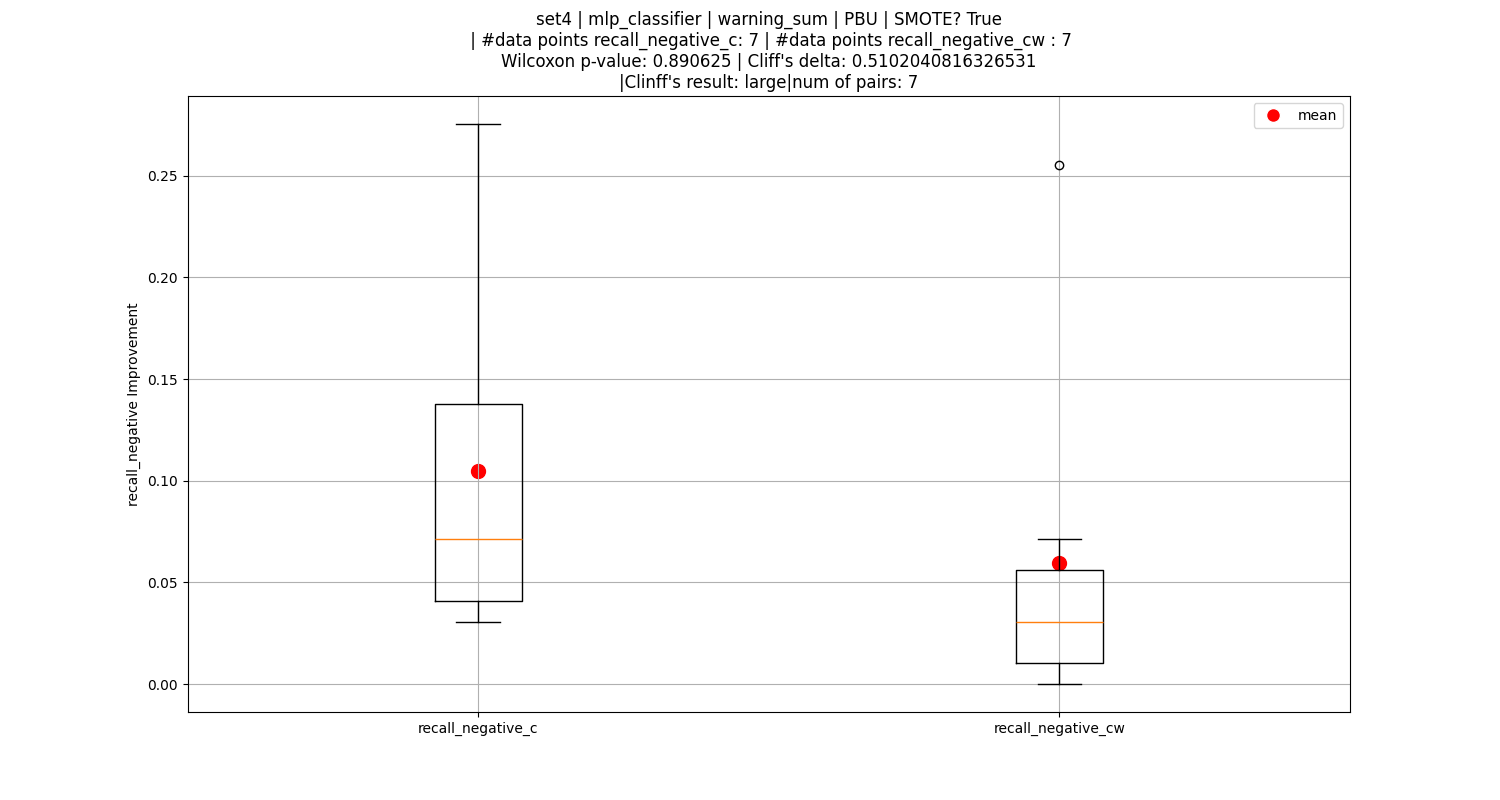 set4 | mlp_classifier | warning_sum | PBU | SMOTE? True
| #data points recall_negative_c: 7 | #data points recall_negative_cw : 7
Wilcoxon p-value: 0.890625 | Cliff's delta: 0.5102040816326531
|Clinff's result: large|num of pairs: 7
mean
0.25
0.20
0.15
0.10
0.05
0.00
recall_negative Improvement
recall_negative_c
recall_negative_cw